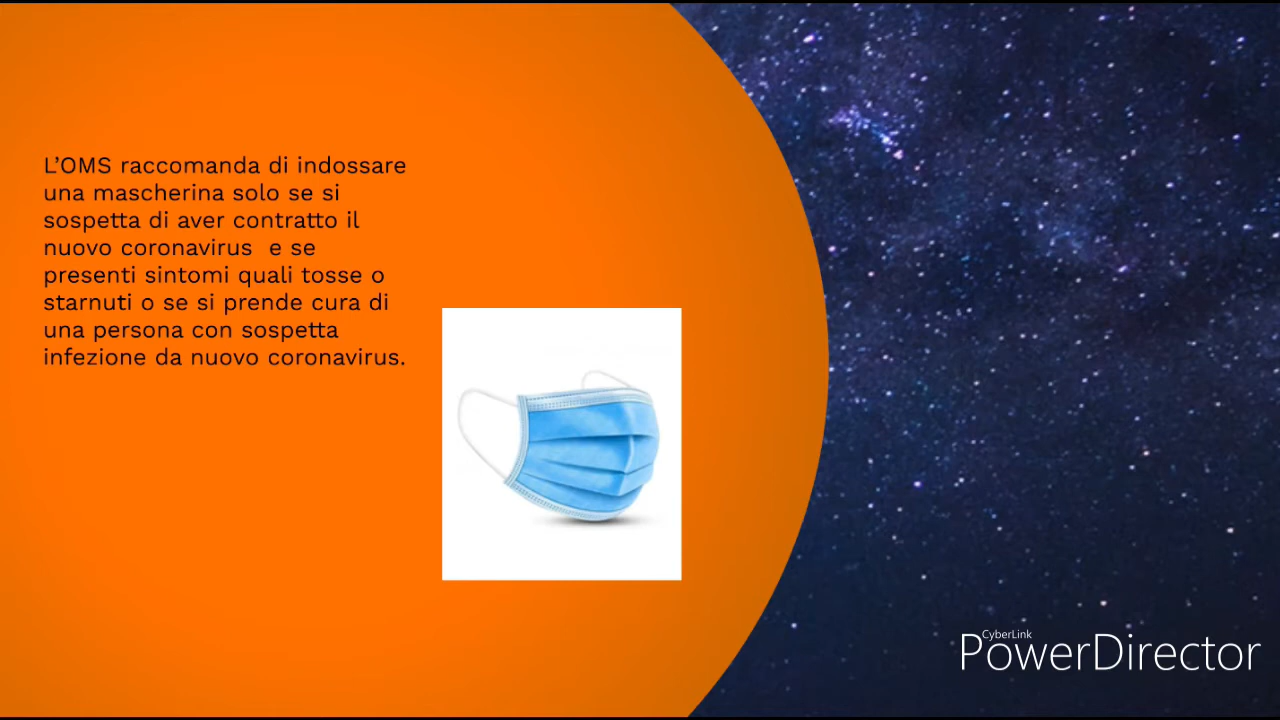 L’OMS raccomanda di indossare
una mascherina solo se si
sospetta di aver contratto il
nuovo coronavirus  e se
presenti sintomi quali tosse o
starnuti o se si prende cura di
una persona con sospetta
infezione da nuovo coronavirus.
CyberLink
PowerDirector